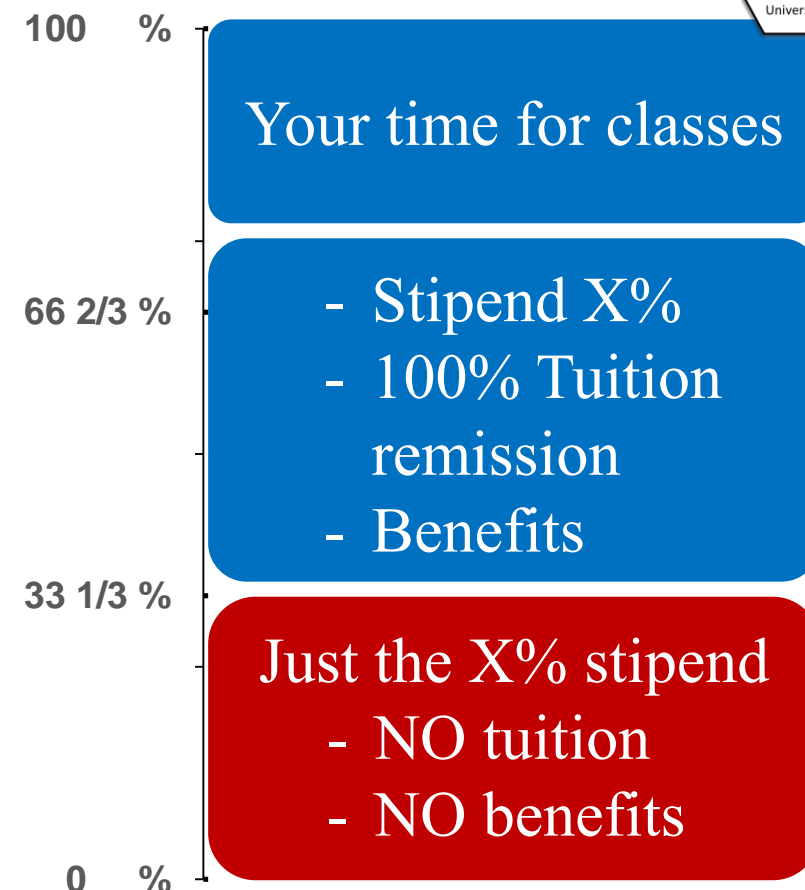 100 %
Univer
Your time for classes
66 2/3 %
- Stipend X%
- 100% Tuition
remission
- Benefits
33 1/3 %
Just the X% stipend
- NO tuition
- NO benefits
0 %